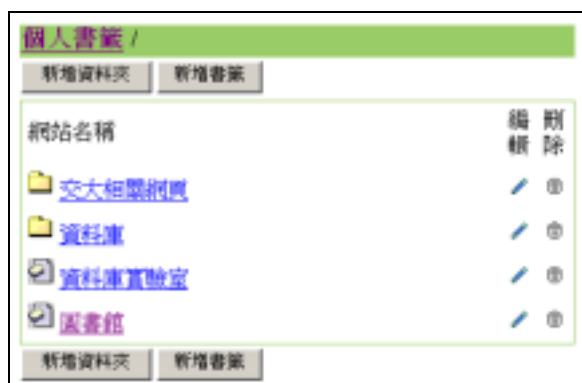 個人書籤 /
新增資料夾 新增書籤
網站名稱 編輯 刪除
交大相關網頁
資料庫
資料庫實驗室
圖書館
新增資料夾 新增書籤